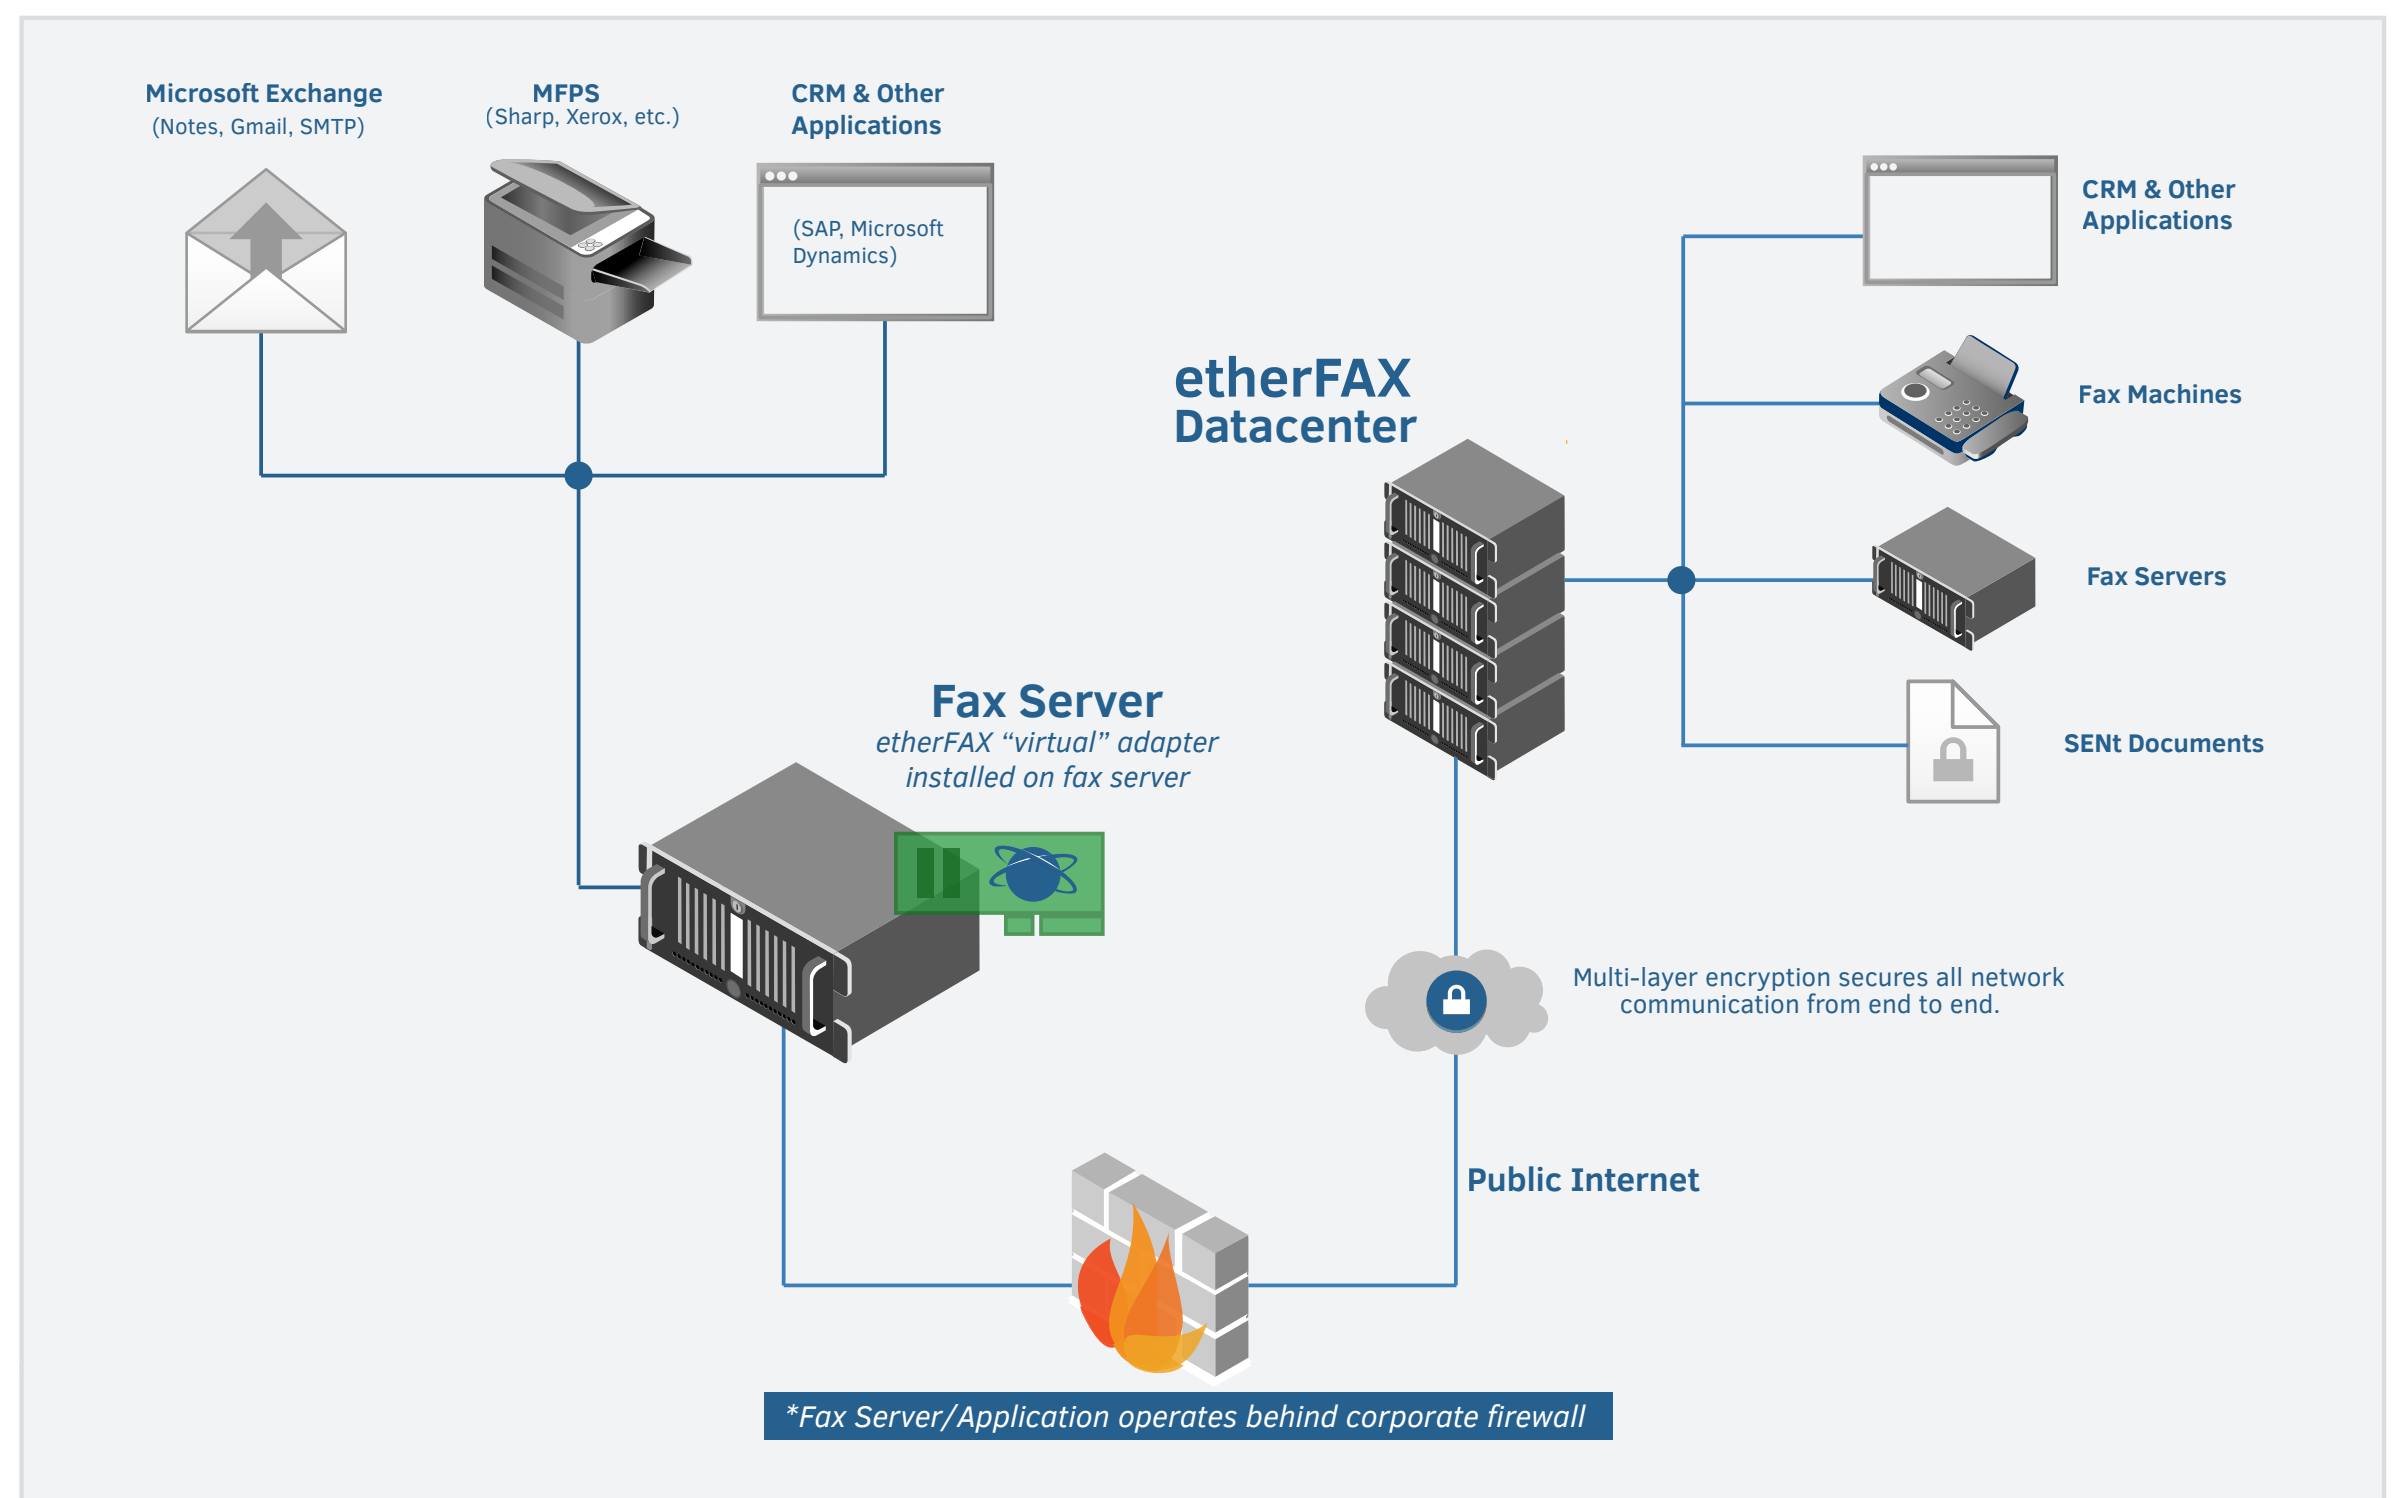 Microsoft Exchange
(Notes, Gmail, SMTP)
MFPS
(Sharp, Xerox, etc.)
CRM & Other
Applications
(SAP, Microsoft
Dynamics)
etherFAX
Datacenter
CRM & Other
Applications
Fax Machines
Fax Servers
SENt Documents
Fax Server
etherFAX “virtual” adapter
installed on fax server
Multi-layer encryption secures all network
communication from end to end.
Public Internet
*Fax Server/Application operates behind corporate firewall